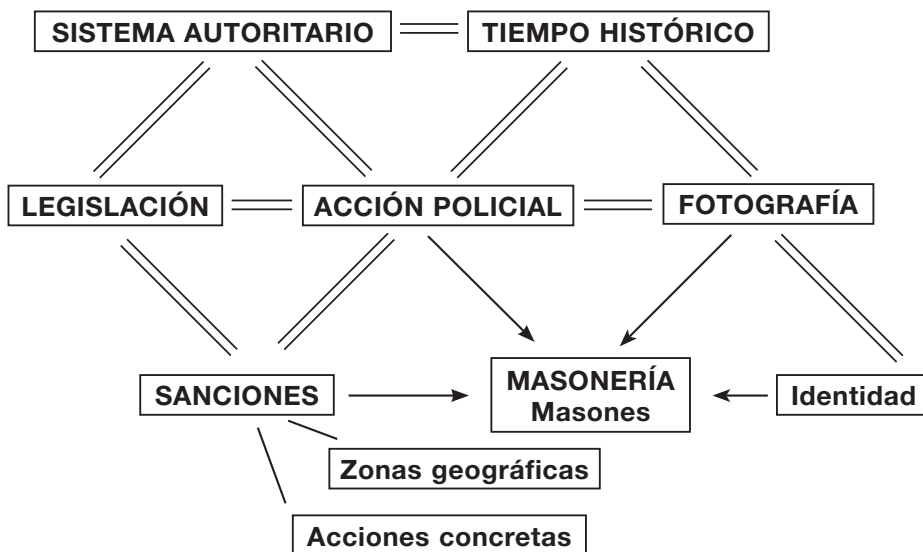 SISTEMA AUTORITARIO
TIEMPO HISTÓRICO
LEGISLACIÓN
ACCIÓN POLICIAL
FOTOGRAFÍA
SANCIONES
MASONERÍA
Masones
Identidad
Zonas geográficas
Acciones concretas